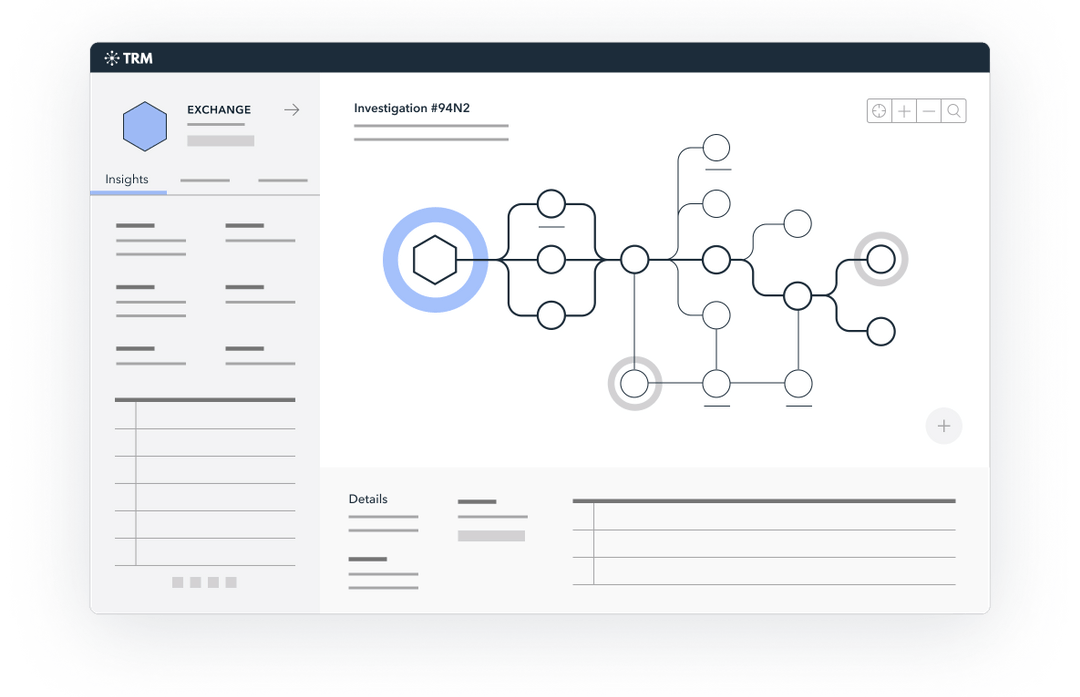 TRM
EXCHANGE
Insights
Investigation #94N2
Details